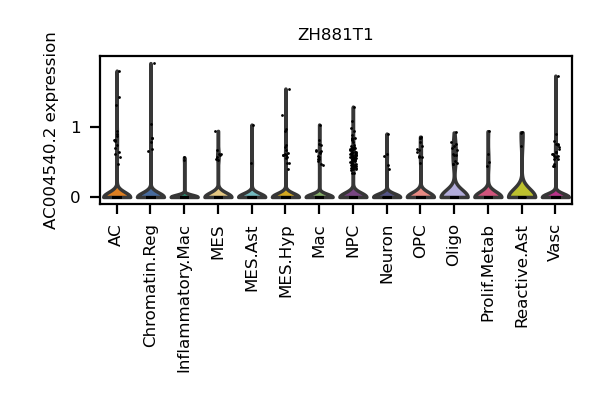 ZH881T1
AC004540.2 expression
1
0
AC
Chromatin.Reg
Inflammatory.Mac
MES
MES.Ast
MES.Hyp
Mac
NPC
Neuron
OPC
Oligo
Prolif.Metab
Reactive.Ast
Vasc